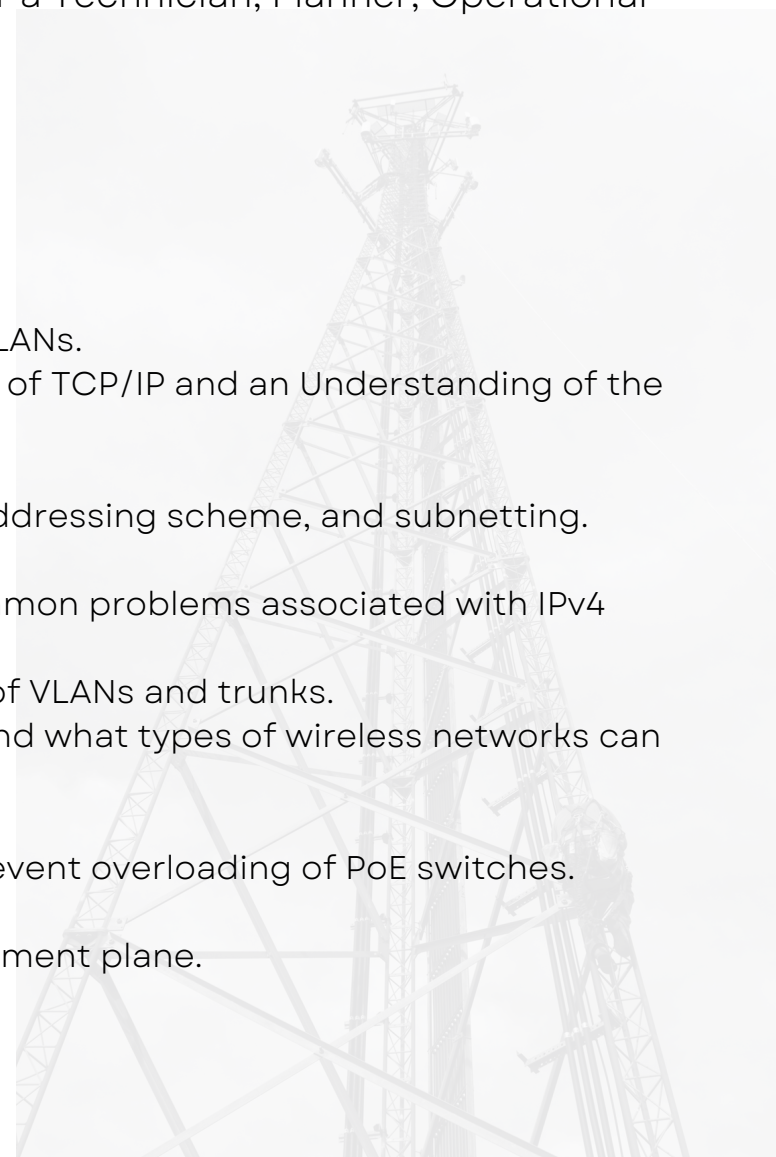 a Technician, Planner, Operational
LANs.
of TCP/IP and an Understanding of the
ddressing scheme, and subnetting.
mon problems associated with IPv4
of VLANs and trunks.
nd what types of wireless networks can
event overloading of PoE switches.
ment plane.